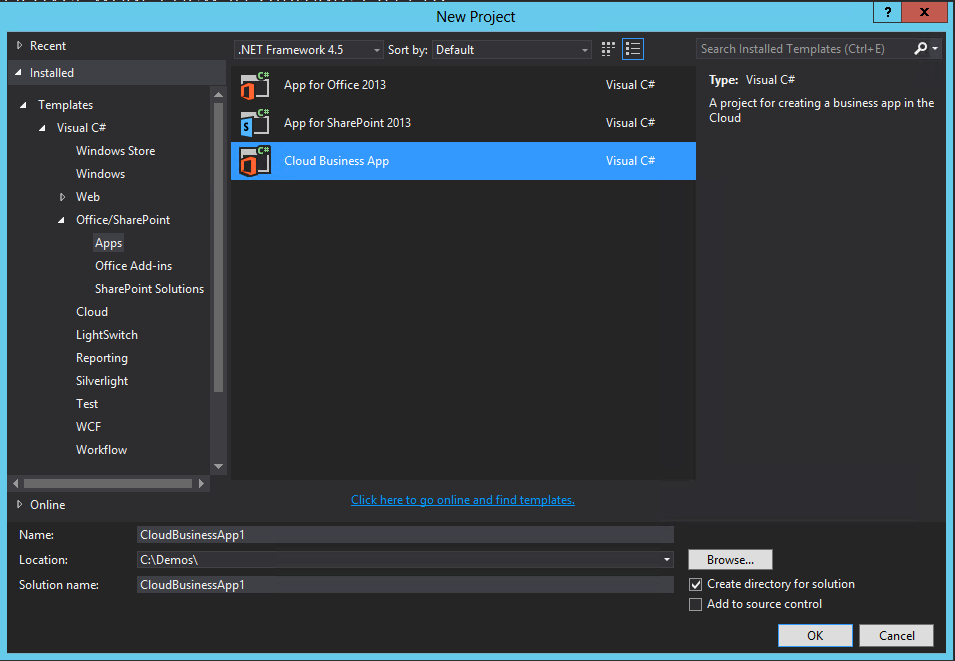 New Project
?
x
Recent
Installed
Templates
Visual C#
Windows Store
Windows
Web
Office/SharePoint
Apps
Office Add-ins
SharePoint Solutions
Cloud
LightSwitch
Reporting
Silverlight
Test
WCF
Workflow
Online
.NET Framework 4.5
Sort by: Default
C#
App for Office 2013
Visual C#
C#
S
App for SharePoint 2013
Visual C#
C#
Cloud Business App
Visual C#
Click here to go online and find templates.
Search Installed Templates (Ctrl+E)
Type: Visual C#
A project for creating a business app in the
Cloud
Name: CloudBusinessApp1
Location: C:\Demos\
Browse...
Solution name: CloudBusinessApp1
Create directory for solution
Add to source control
OK
Cancel